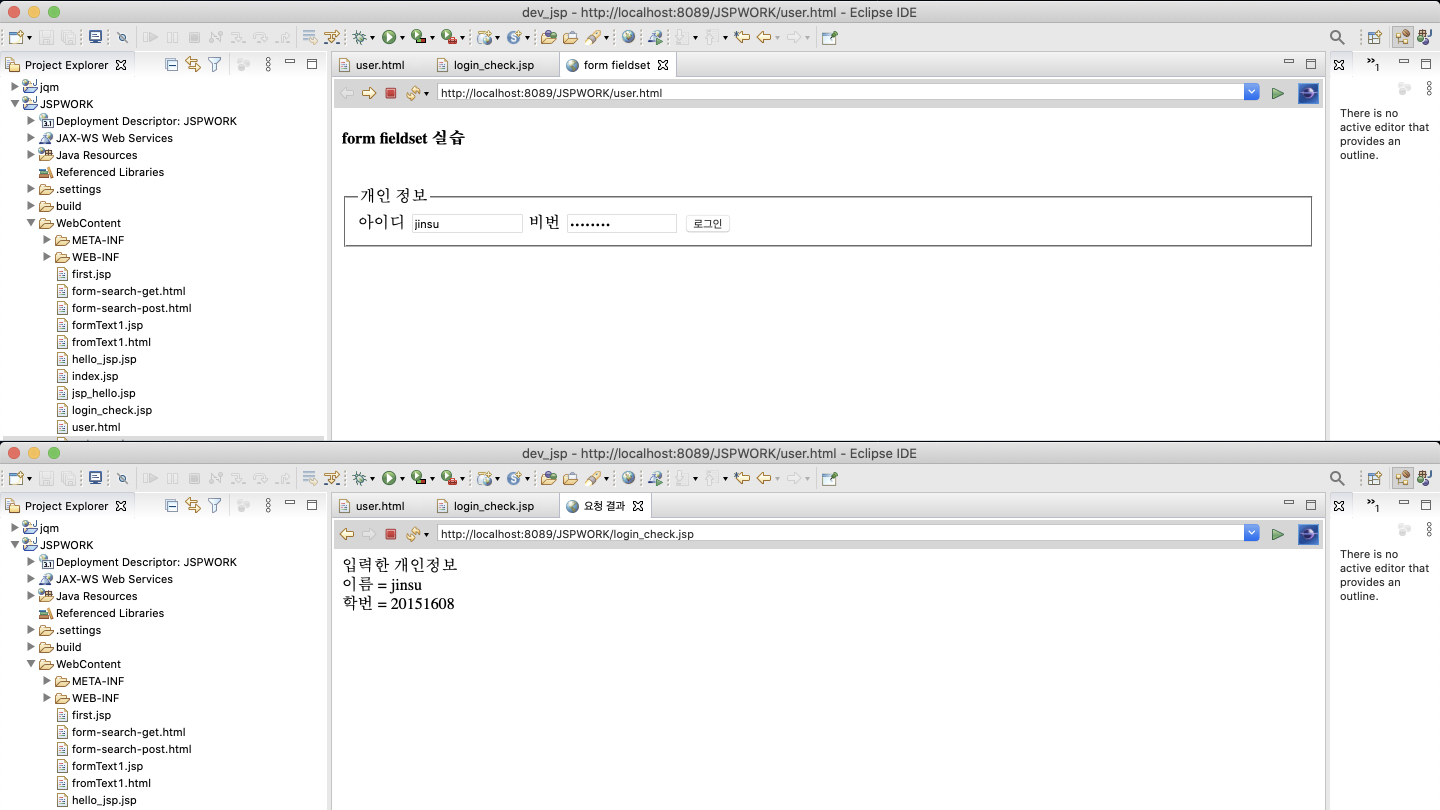 dev_jsp - http://localhost:8089/JSPWORK/user.html - Eclipse IDE
Project Explorer
user.html
login_check.jsp
form fieldset
1
jqm
JSPWORK
Deployment Descriptor: JSPWORK
JAX-WS Web Services
Java Resources
Referenced Libraries
.settings
build
WebContent
META-INF
WEB-INF
first.jsp
form-search-get.html
form-search-post.html
formText1.jsp
fromText1.html
hello_jsp.jsp
index.jsp
jsp_hello.jsp
login_check.jsp
user.html
http://localhost:8089/JSPWORK/user.html
form fieldset 실습
개인 정보
아이디 jinsu 비번 •••••••• 로그인
There is no
active editor that
provides an
outline.
dev_jsp - http://localhost:8089/JSPWORK/user.html - Eclipse IDE
Project Explorer
user.html
login_check.jsp
요청 결과
1
jqm
JSPWORK
Deployment Descriptor: JSPWORK
JAX-WS Web Services
Java Resources
Referenced Libraries
.settings
build
WebContent
META-INF
WEB-INF
first.jsp
form-search-get.html
form-search-post.html
formText1.jsp
fromText1.html
hello_jsp.jsp
http://localhost:8089/JSPWORK/login_check.jsp
입력한 개인정보
이름 = jinsu
학번 = 20151608
There is no
active editor that
provides an
outline.